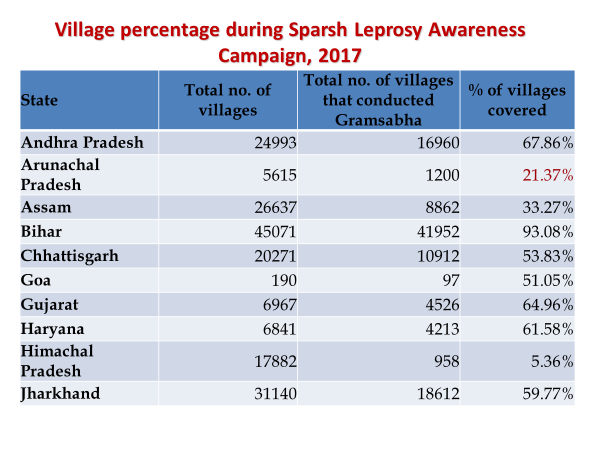 Village percentage during Sparsh Leprosy Awareness
Campaign, 2017
State Total no. of villages Total no. of villages that conducted Gramsabha % of villages covered
Andhra Pradesh 24993 16960 67.86%
Arunachal Pradesh 5615 1200 21.37%
Assam 26637 8862 33.27%
Bihar 45071 41952 93.08%
Chhattisgarh 20271 10912 53.83%
Goa 190 97 51.05%
Gujarat 6967 4526 64.96%
Haryana 6841 4213 61.58%
Himachal Pradesh 17882 958 5.36%
Jharkhand 31140 18612 59.77%